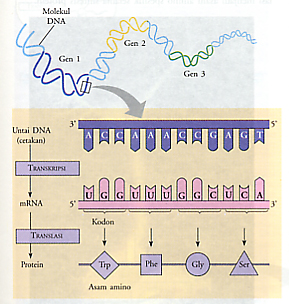 Molekul
DNA
Gen 1
Gen 2
Gen 3
Untai DNA
(cetakan)
3' 5'
A C C A A A C C G A G T
TRANSKRIPSI
mRNA
U G G U U U G G C U C A
5' 3'
TRANSLASI
Kodon
Protein
Trp Phe Gly Ser
Asam amino